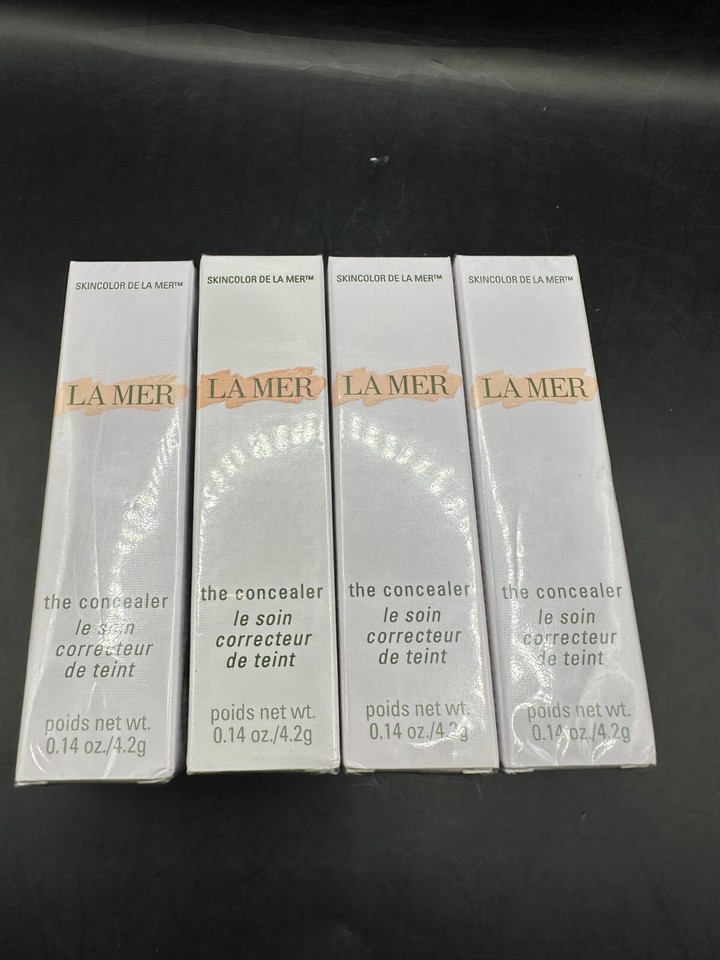 SKINCOLOR DE LA MER™
LA MER
the concealer
le soin
correcteur
de teint
poids net wt.
0.14 oz./4.2g
SKINCOLOR DE LA MER™
LA MER
the concealer
le soin
correcteur
de teint
poids net wt.
0.14 oz./4.2g
SKINCOLOR DE LA MER™
LA MER
the concealer
le soin
correcteur
de teint
poids net wt.
0.14 oz./4.2g
SKINCOLOR DE LA MER™
LA MER
the concealer
le soin
correcteur
de teint
poids net wt.
0.14 oz./4.2g